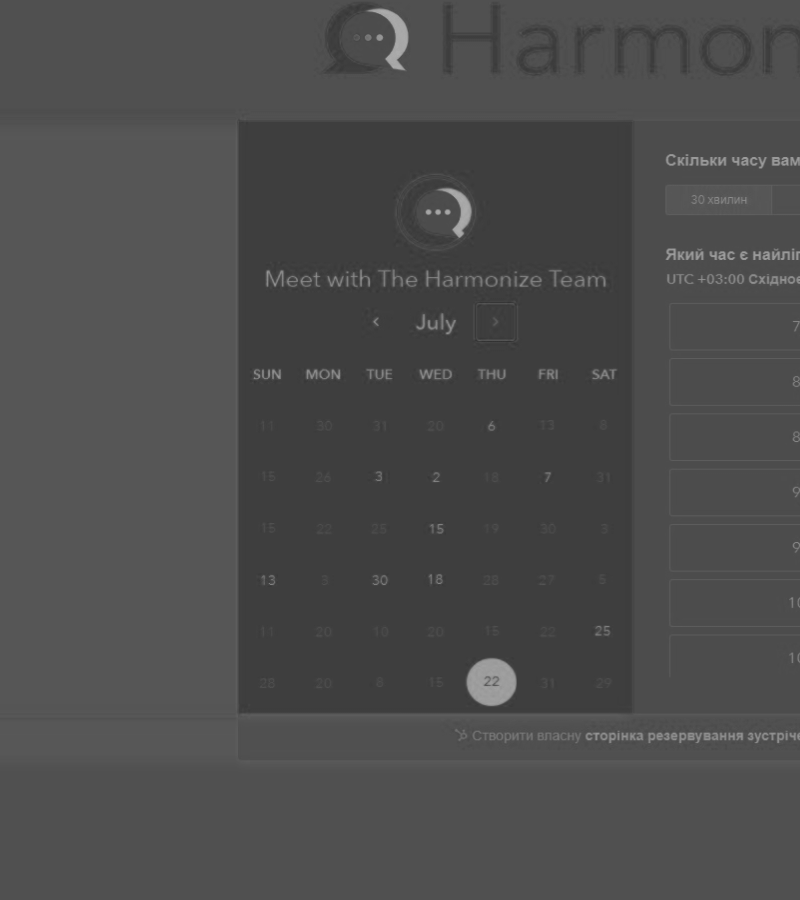 Harmon
Meet with The Harmonize Team
July
SUN MON TUE WED THU FRI SAT
11 30 31 20 6 13 6
15 26 3 2 18 7 31
15 22 25 15 19 30 3
13 3 30 18 28 27 5
11 20 10 20 15 22 25
28 20 8 15 22 31 29
Скільки часу вам
30 хвилин
Який час є найліп
UTC +03:00 Східноє
7
8
8
9
9
10
10
Створити власну сторінка резервування зустріче